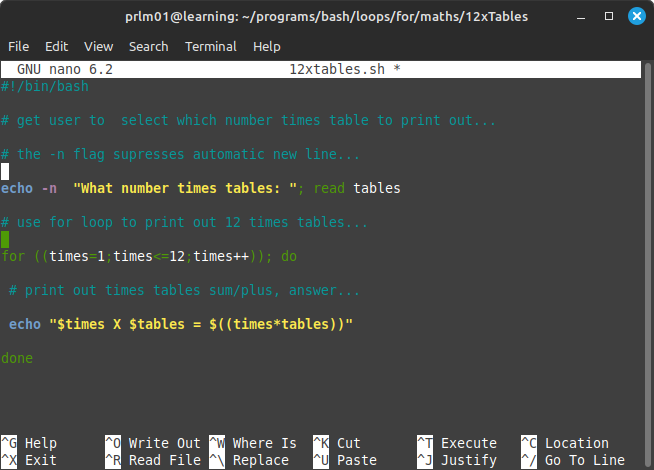 prlm01@learning: ~/programs/bash/loops/for/maths/12xTables
File Edit View Search Terminal Help
GNU nano 6.2 12xtables.sh *
#!/bin/bash
# get user to  select which number times table to print out...
# the -n flag supresses automatic new line...
echo -n  "What number times tables: "; read tables
# use for loop to print out 12 times tables...
for ((times=1;times<=12;times++)); do
# print out times tables sum/plus, answer...
echo "$times X $tables = $((times*tables))"
done
^G Help ^O Write Out ^W Where Is ^K Cut ^T Execute ^C Location
^X Exit ^R Read File ^\ Replace ^U Paste ^J Justify ^/ Go To Line